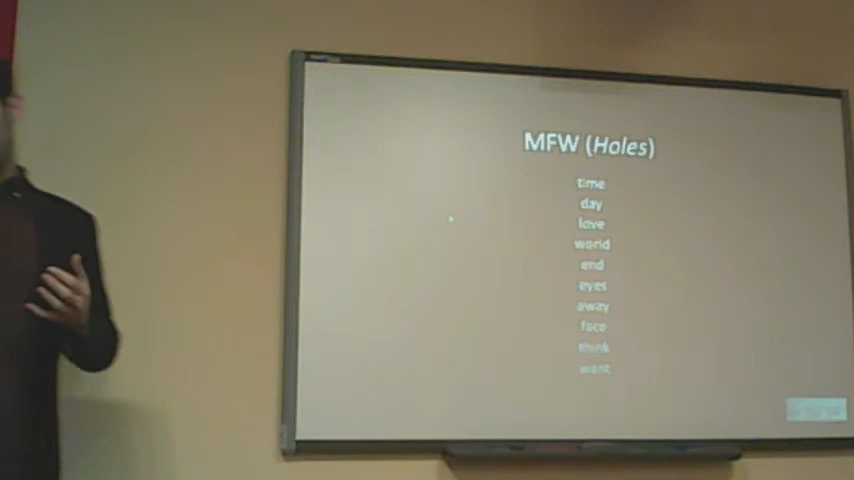 MFW (Holes)
time
day
love
world
end
eyes
away
face
think
want